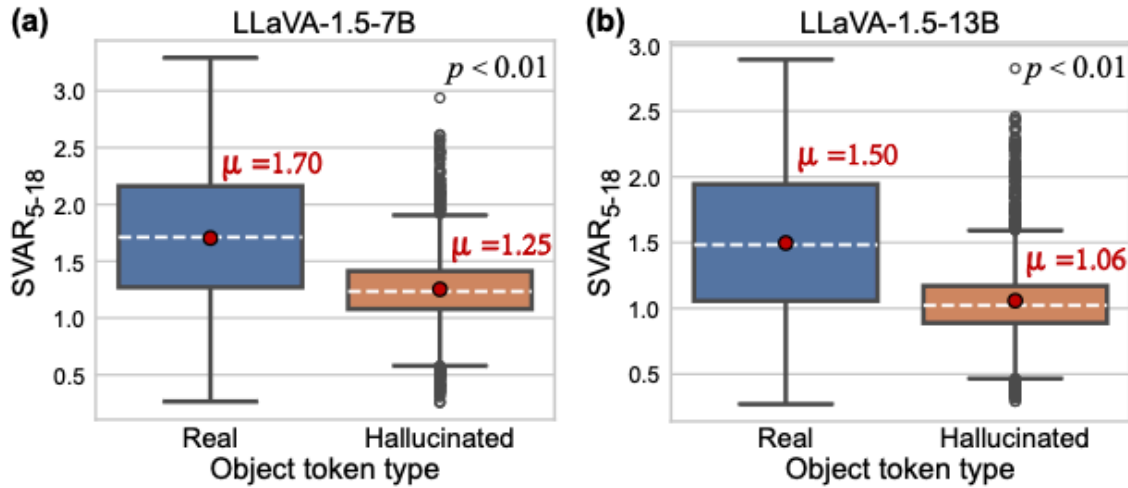 (a) LLaVA-1.5-7B
p < 0.01
μ =1.70
μ =1.25
SVAR5-18
3.0
2.5
2.0
1.5
1.0
0.5
Real Hallucinated
Object token type
(b) LLaVA-1.5-13B
p < 0.01
μ =1.50
μ =1.06
SVAR5-18
3.0
2.5
2.0
1.5
1.0
0.5
Real Hallucinated
Object token type